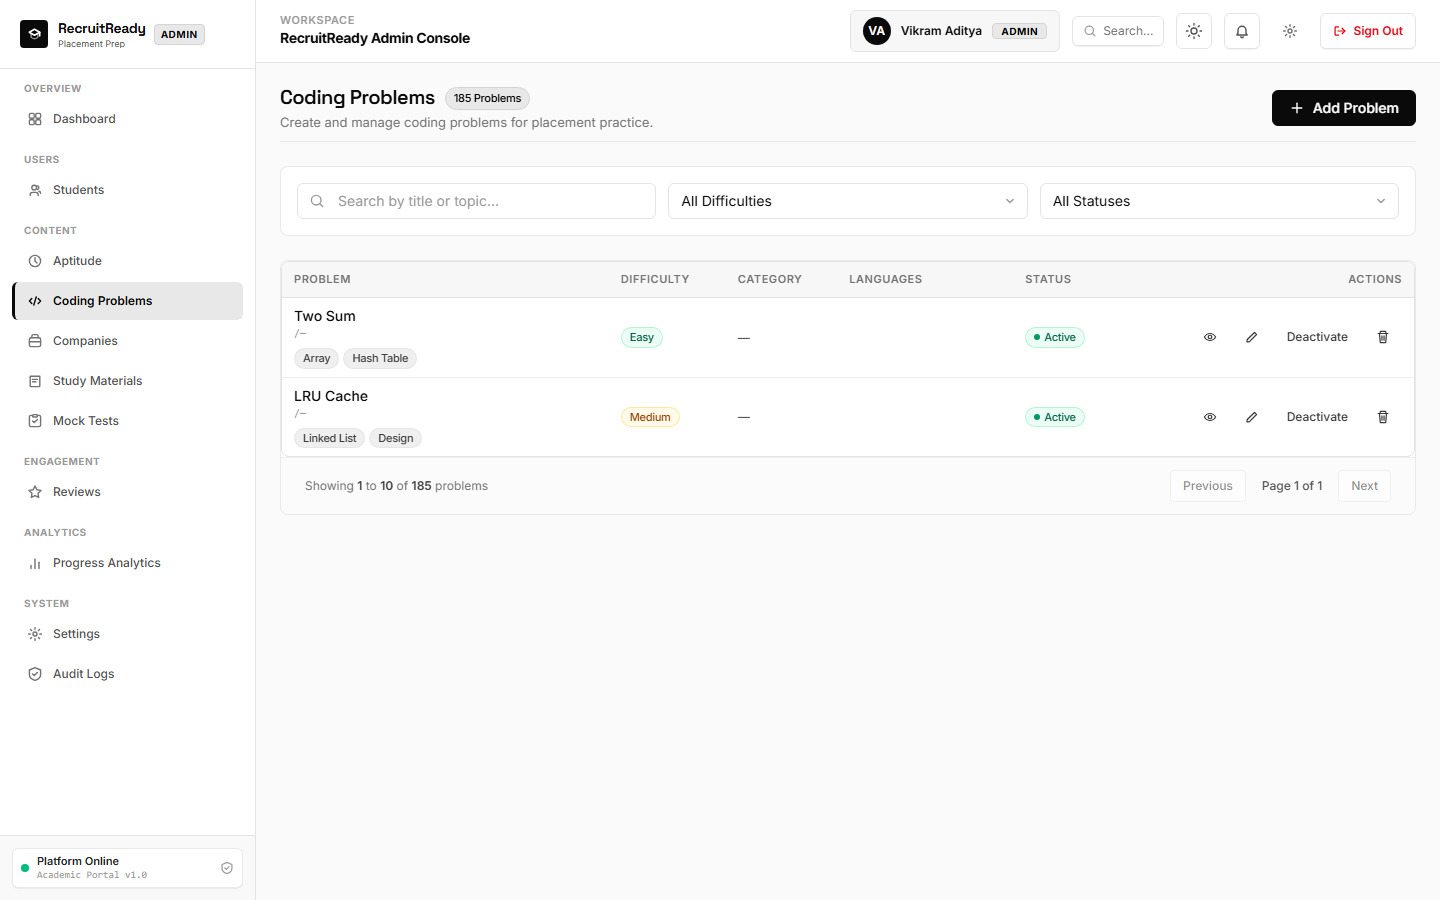 RecruitReady
Placement Prep
ADMIN
OVERVIEW
Dashboard
USERS
Students
CONTENT
Aptitude
Coding Problems
Companies
Study Materials
Mock Tests
ENGAGEMENT
Reviews
ANALYTICS
Progress Analytics
SYSTEM
Settings
Audit Logs
Platform Online
Academic Portal v1.0
WORKSPACE
RecruitReady Admin Console
VA Vikram Aditya ADMIN
Search...
Sign Out
Coding Problems 185 Problems
Create and manage coding problems for placement practice.
+ Add Problem
Search by title or topic...
All Difficulties
All Statuses
PROBLEM DIFFICULTY CATEGORY LANGUAGES STATUS ACTIONS
Two Sum
/—
Array Hash Table
Easy — Active Deactivate
LRU Cache
/—
Linked List Design
Medium — Active Deactivate
Showing 1 to 10 of 185 problems
Previous Page 1 of 1 Next